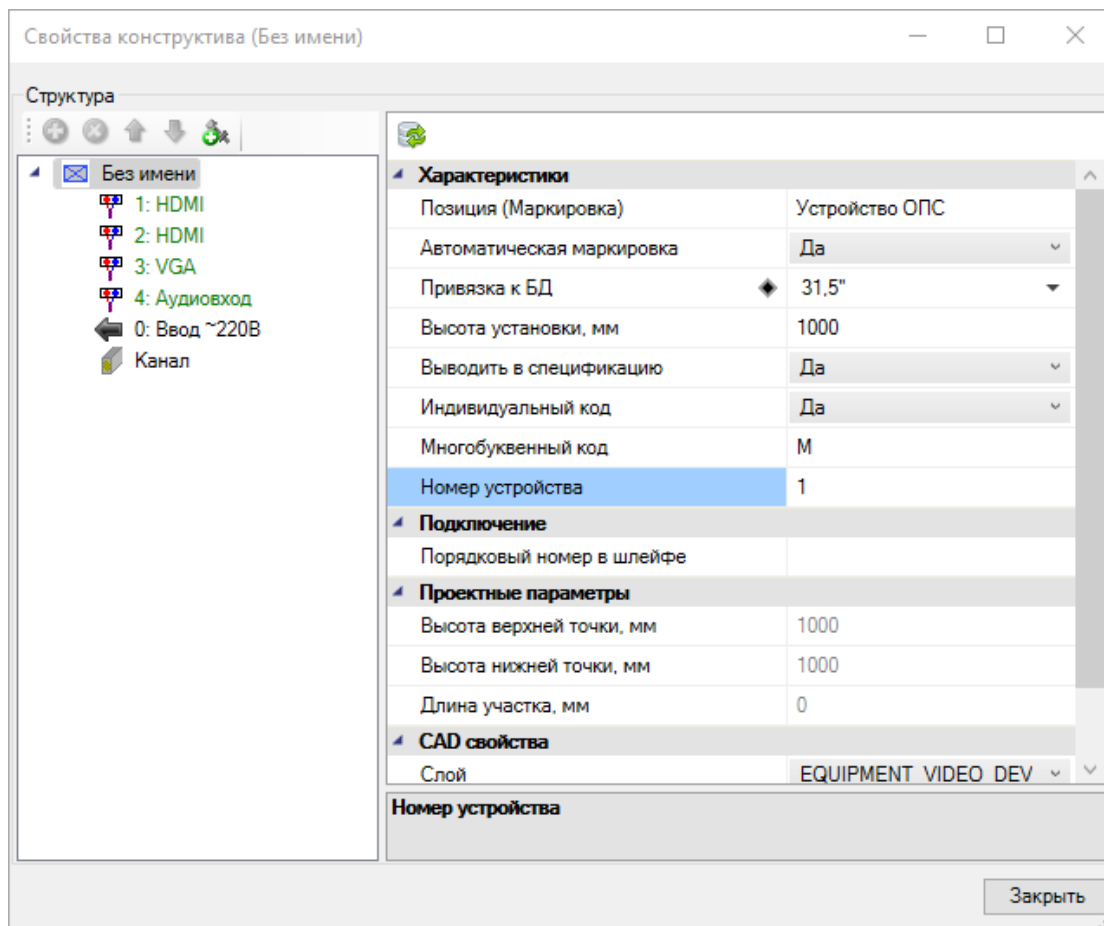 Свойства конструктива (Без имени)
Структура
Без имени
1: HDMI
2: HDMI
3: VGA
4: Аудиовход
0: Ввод ~220В
Канал
Характеристики
Позиция (Маркировка) Устройство ОПС
Автоматическая маркировка Да
Привязка к БД 31,5"
Высота установки, мм 1000
Выводить в спецификацию Да
Индивидуальный код Да
Многобуквенный код М
Номер устройства 1
Подключение
Порядковый номер в шлейфе
Проектные параметры
Высота верхней точки, мм 1000
Высота нижней точки, мм 1000
Длина участка, мм 0
CAD свойства
Слой EQUIPMENT_VIDEO_DEV
Номер устройства
Закрыть